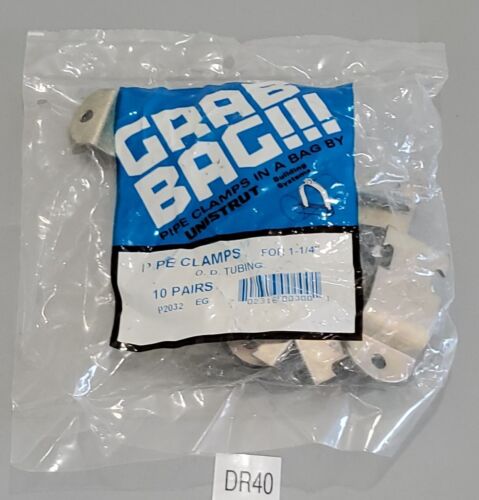 GRAB
BAG!!!
PIPE CLAMPS IN A BAG BY
UNISTRUT Building
Systems
PIPE CLAMPS FOR 1-1/4"
O. D. TUBING
10 PAIRS
P2032 EG
DR40